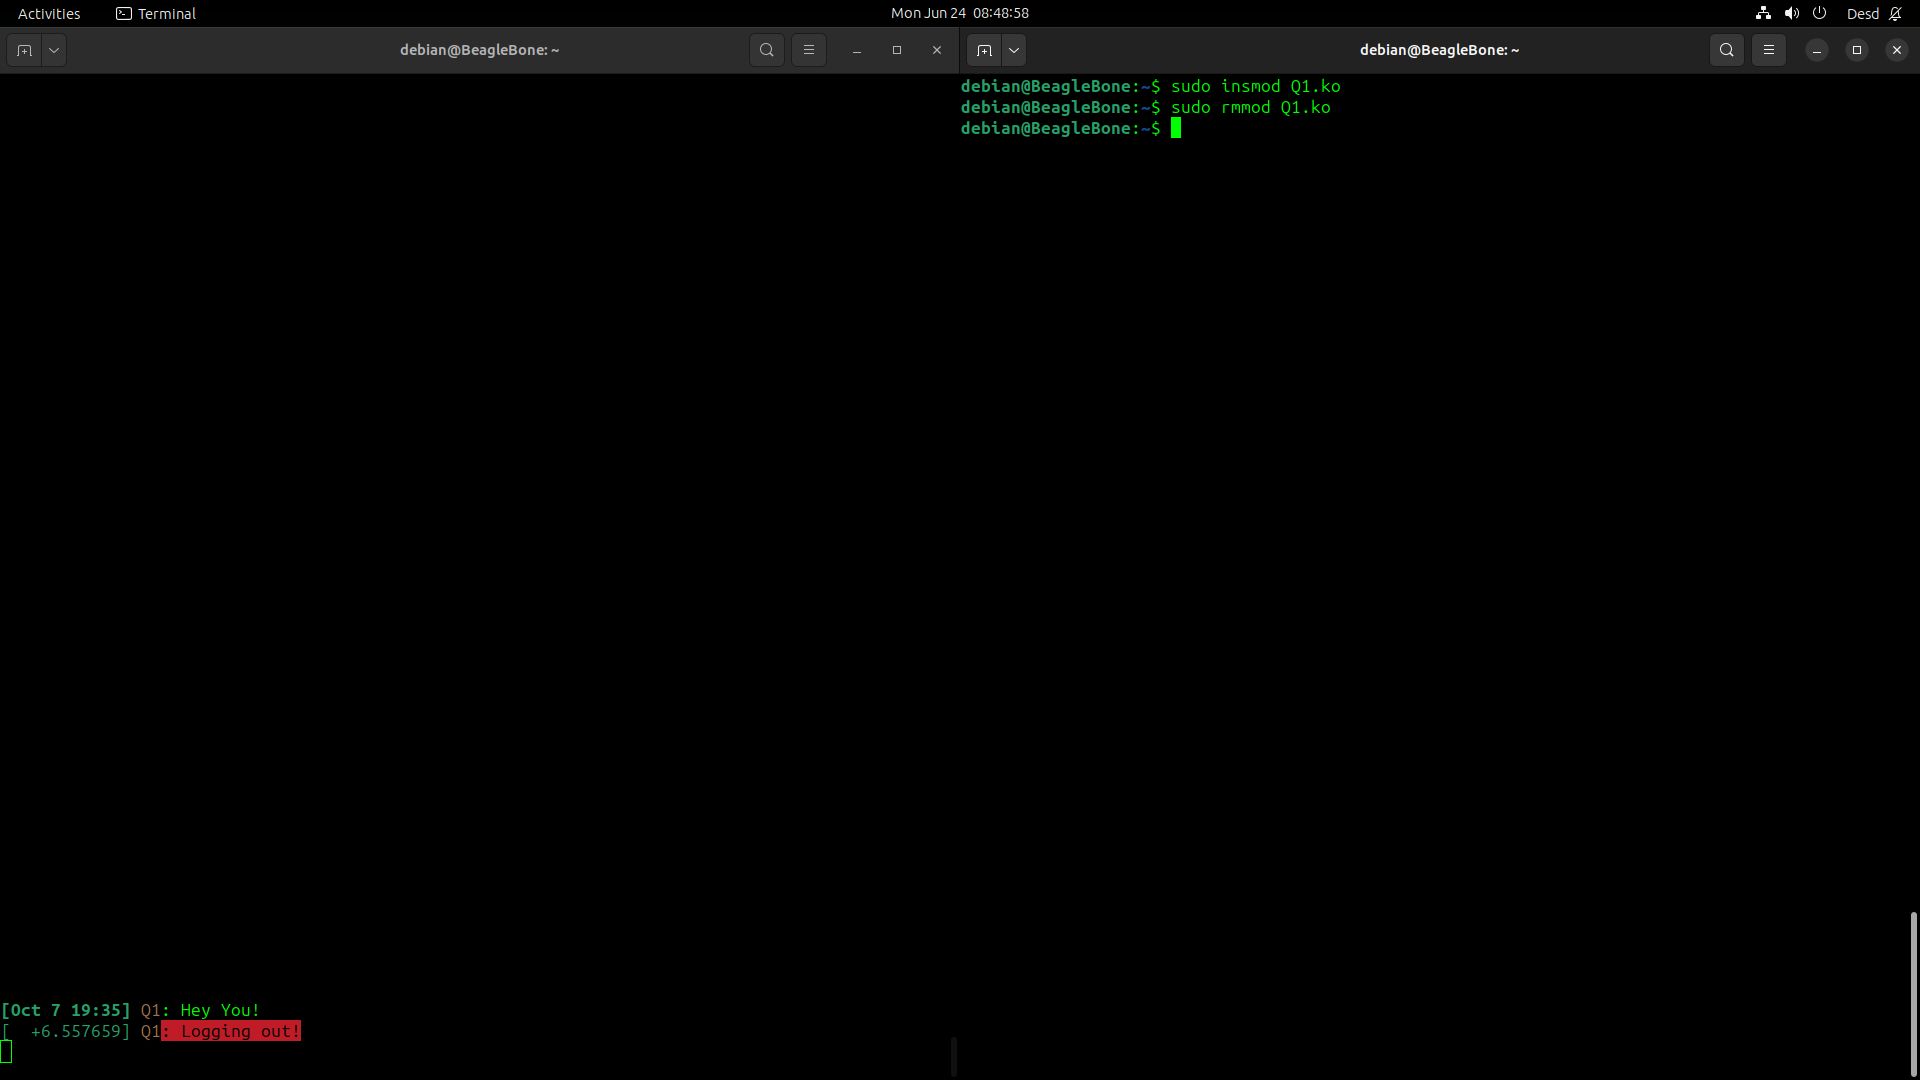 Activities Terminal Mon Jun 24 08:48:58 Desd
debian@BeagleBone: ~
debian@BeagleBone: ~
debian@BeagleBone:~$ sudo insmod Q1.ko
debian@BeagleBone:~$ sudo rmmod Q1.ko
debian@BeagleBone:~$
[Oct 7 19:35] Q1: Hey You!
[  +6.557659] Q1: Logging out!